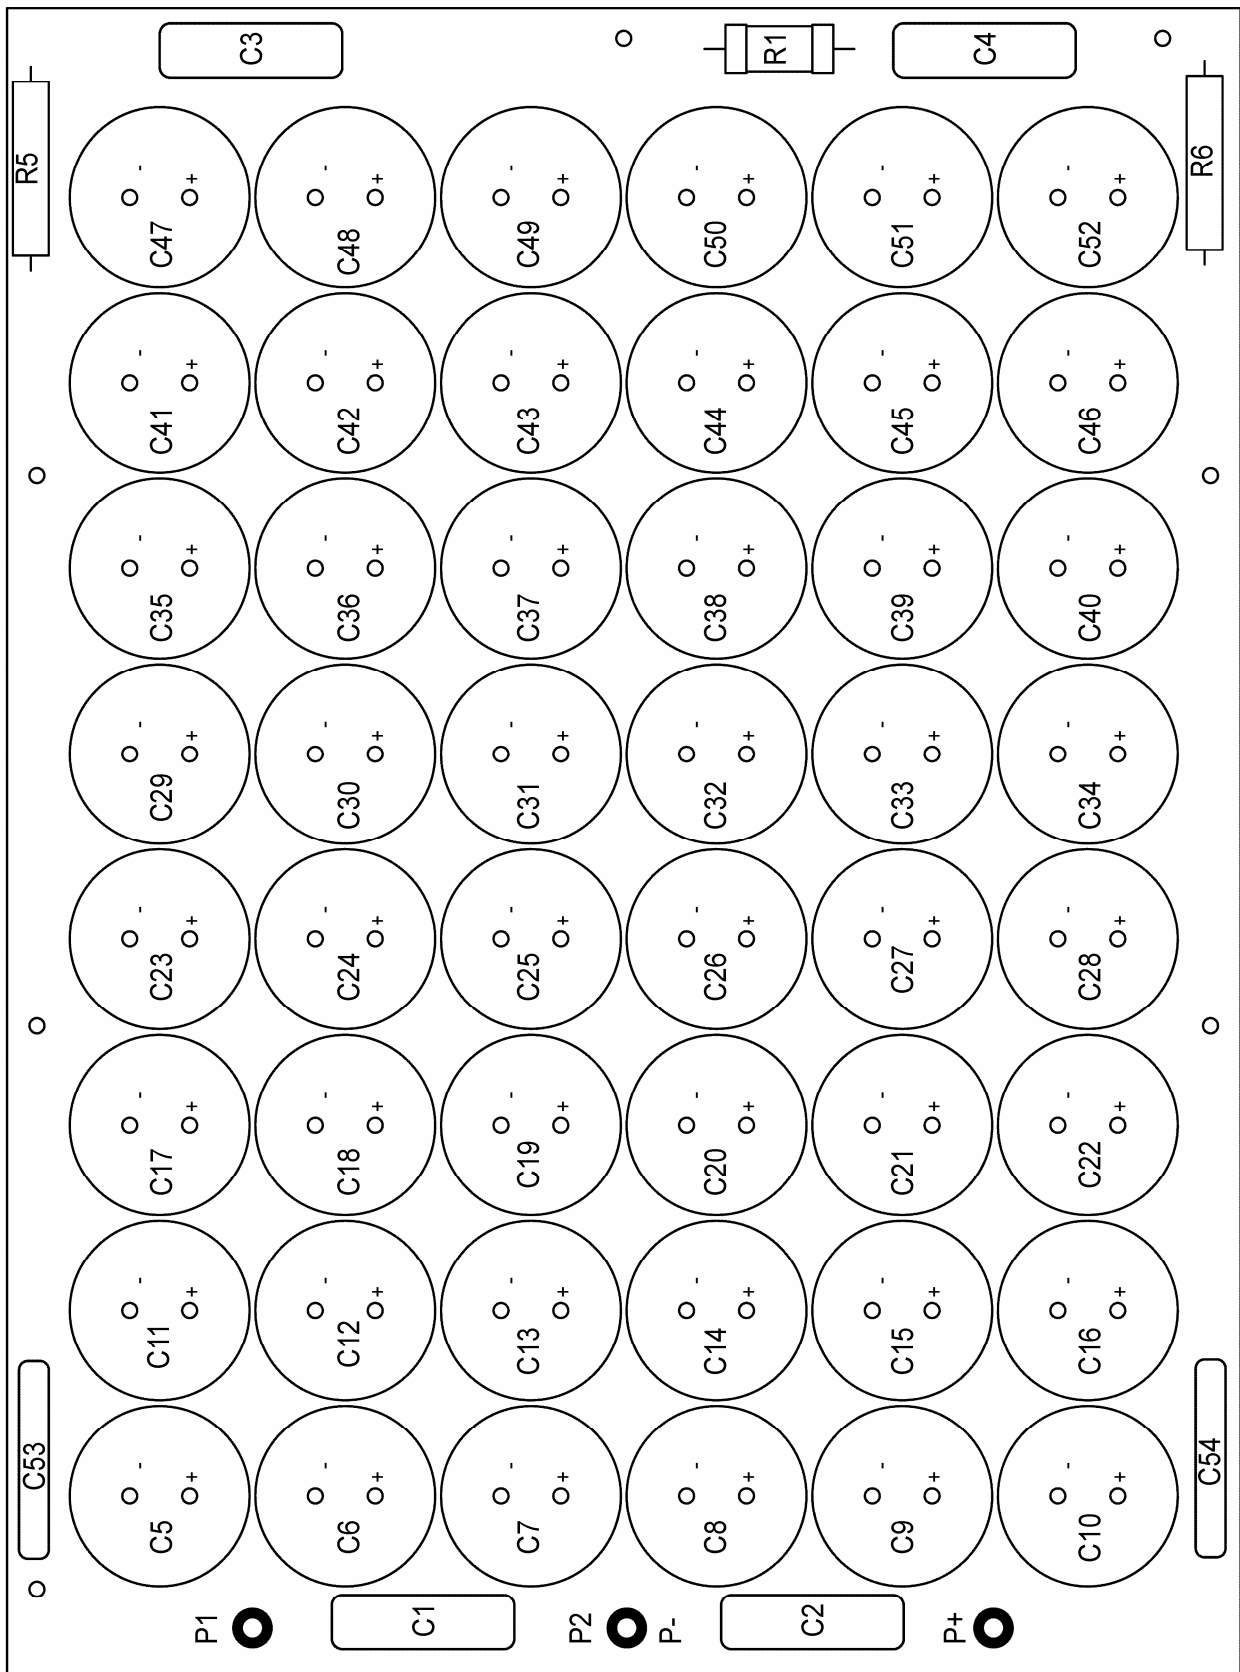 C3
R1
C4
R5
R6
- +
- +
- +
- +
- +
- +
C47
C48
C49
C50
C51
C52
- +
- +
- +
- +
- +
- +
C41
C42
C43
C44
C45
C46
- +
- +
- +
- +
- +
- +
C35
C36
C37
C38
C39
C40
- +
- +
- +
- +
- +
- +
C29
C30
C31
C32
C33
C34
- +
- +
- +
- +
- +
- +
C23
C24
C25
C26
C27
C28
- +
- +
- +
- +
- +
- +
C17
C18
C19
C20
C21
C22
- +
- +
- +
- +
- +
- +
C11
C12
C13
C14
C15
C16
C53
C54
- +
- +
- +
- +
- +
- +
C5
C6
C7
C8
C9
C10
P1
C1
P2
P-
C2
P+